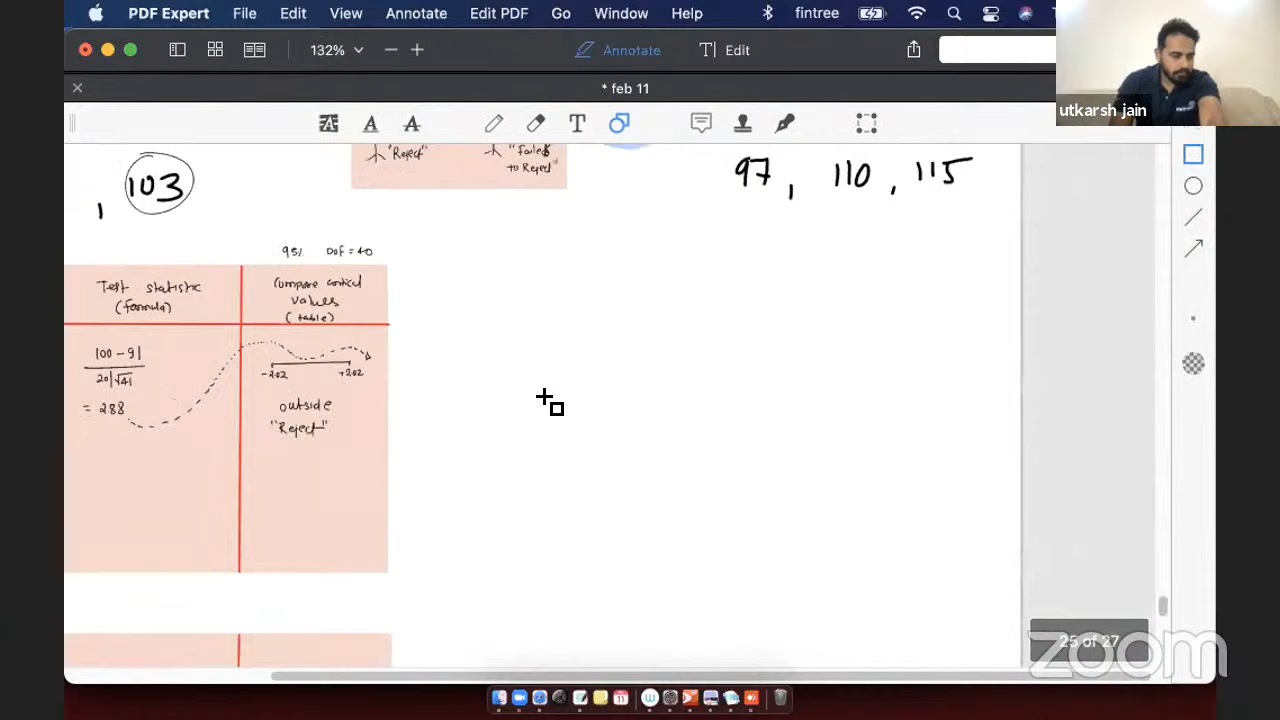 PDF Expert File Edit View Annotate Edit PDF Go Window Help fintree
132% Annotate T Edit
* feb 11
utkarsh jain
"Reject" "Failed
to Reject"
97, 110, 115
, 103
95% DOF = 40
Test statistic
(formula)
Compare critical
values
(table)
100 - 91
20/√41
= 2.88
-2.02 +2.02
outside
"Reject"
25 of 27
zoom